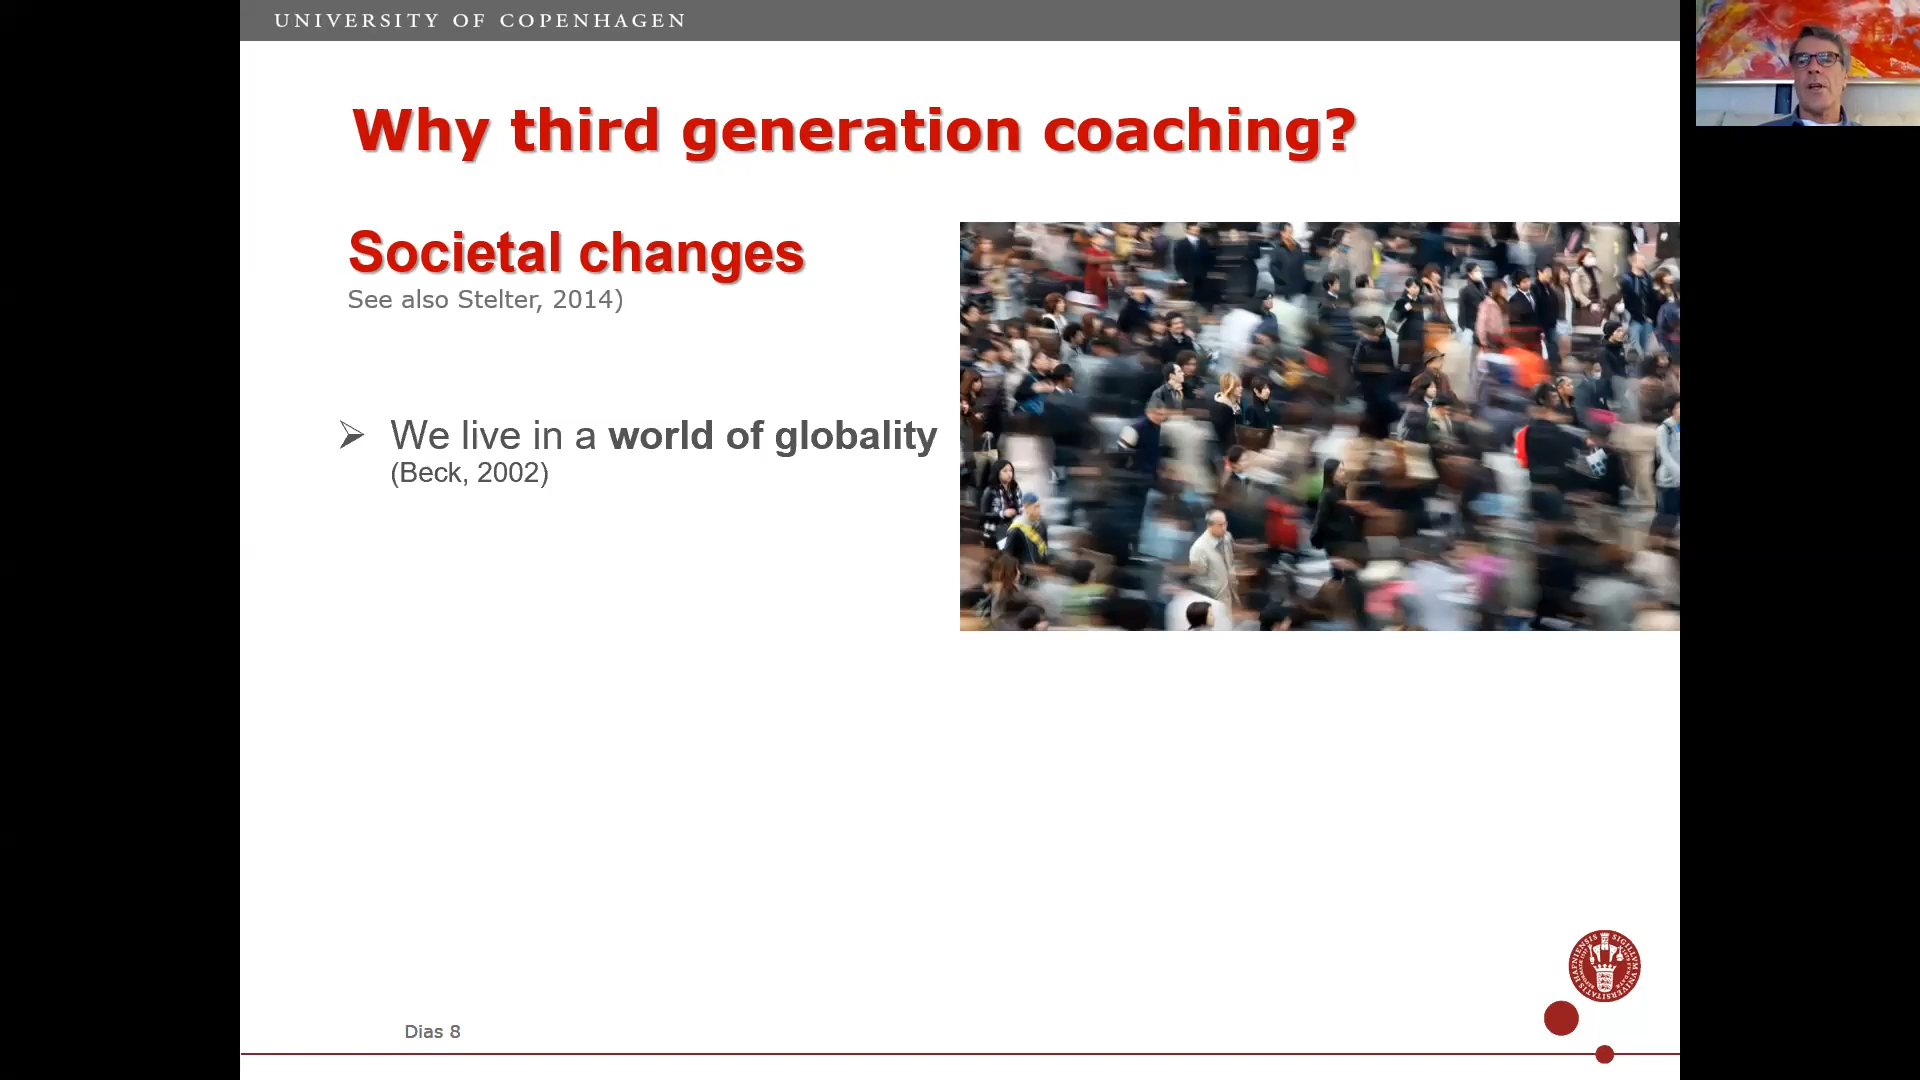 UNIVERSITY OF COPENHAGEN
Why third generation coaching?
Societal changes
See also Stelter, 2014)
➢ We live in a world of globality
(Beck, 2002)
Dias 8